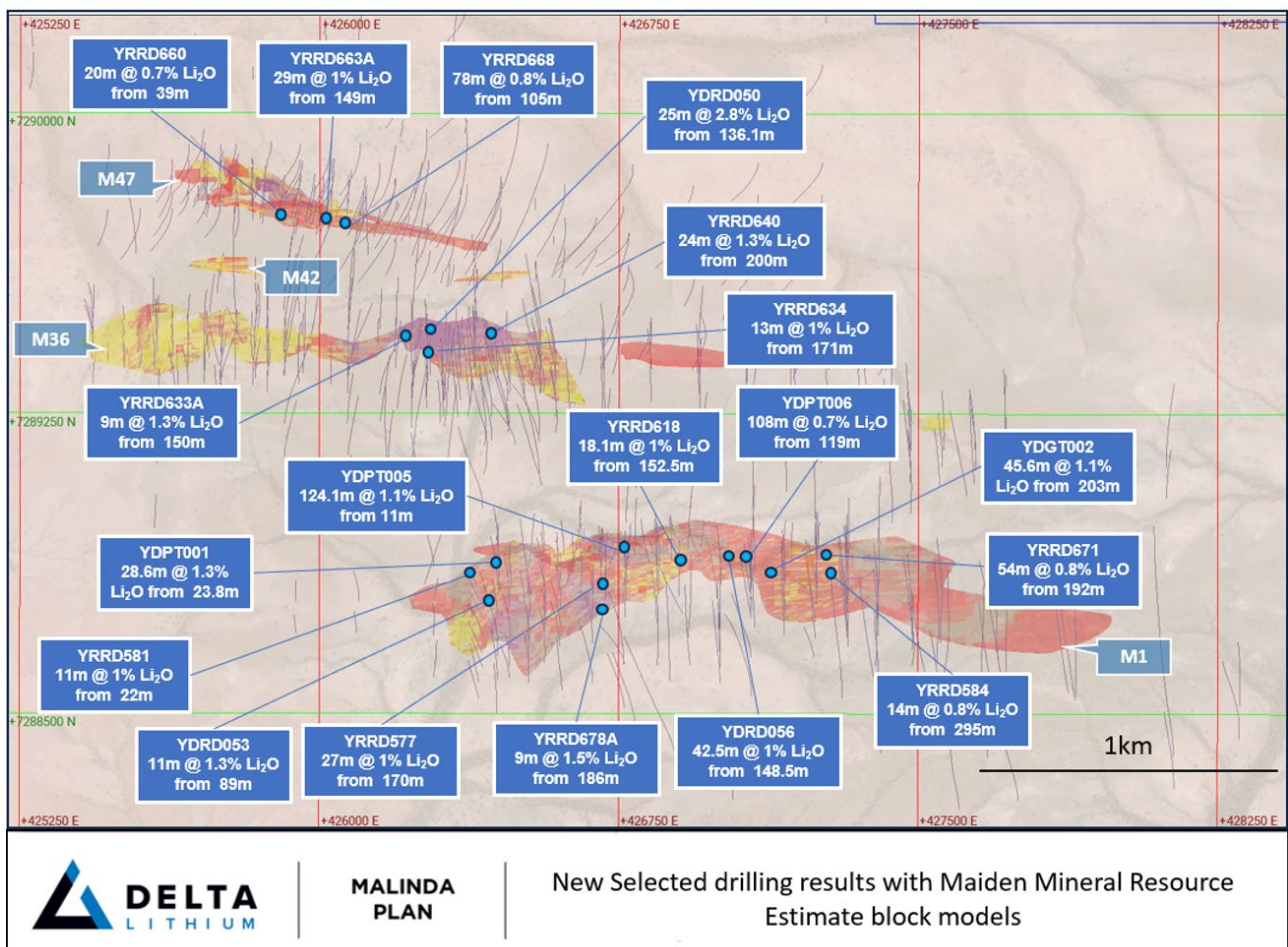 +425250 E
+426000 E
+426750 E
+427500 E
+428250 E
YRRD660
20m @ 0.7% Li₂O
from 39m
YRRD663A
29m @ 1% Li₂O
from 149m
YRRD668
78m @ 0.8% Li₂O
from 105m
YDRD050
25m @ 2.8% Li₂O
from 136.1m
+7290000 N
M47
YRRD640
24m @ 1.3% Li₂O
from 200m
M42
YRRD634
13m @ 1% Li₂O
from 171m
M36
YRRD633A
9m @ 1.3% Li₂O
from 150m
+7289250 N
YRRD618
18.1m @ 1% Li₂O
from 152.5m
YDPT006
108m @ 0.7% Li₂O
from 119m
YDGT002
45.6m @ 1.1%
Li₂O from 203m
YDPT005
124.1m @ 1.1% Li₂O
from 11m
YDPT001
28.6m @ 1.3%
Li₂O from 23.8m
YRRD671
54m @ 0.8% Li₂O
from 192m
YRRD581
11m @ 1% Li₂O
from 22m
M1
YRRD584
14m @ 0.8% Li₂O
from 295m
+7288500 N
YDRD053
11m @ 1.3% Li₂O
from 89m
YRRD577
27m @ 1% Li₂O
from 170m
YRRD678A
9m @ 1.5% Li₂O
from 186m
YDRD056
42.5m @ 1% Li₂O
from 148.5m
1km
+425250 E
+426000 E
+426750 E
+427500 E
+428250 E
DELTA
LITHIUM
MALINDA
PLAN
New Selected drilling results with Maiden Mineral Resource
Estimate block models